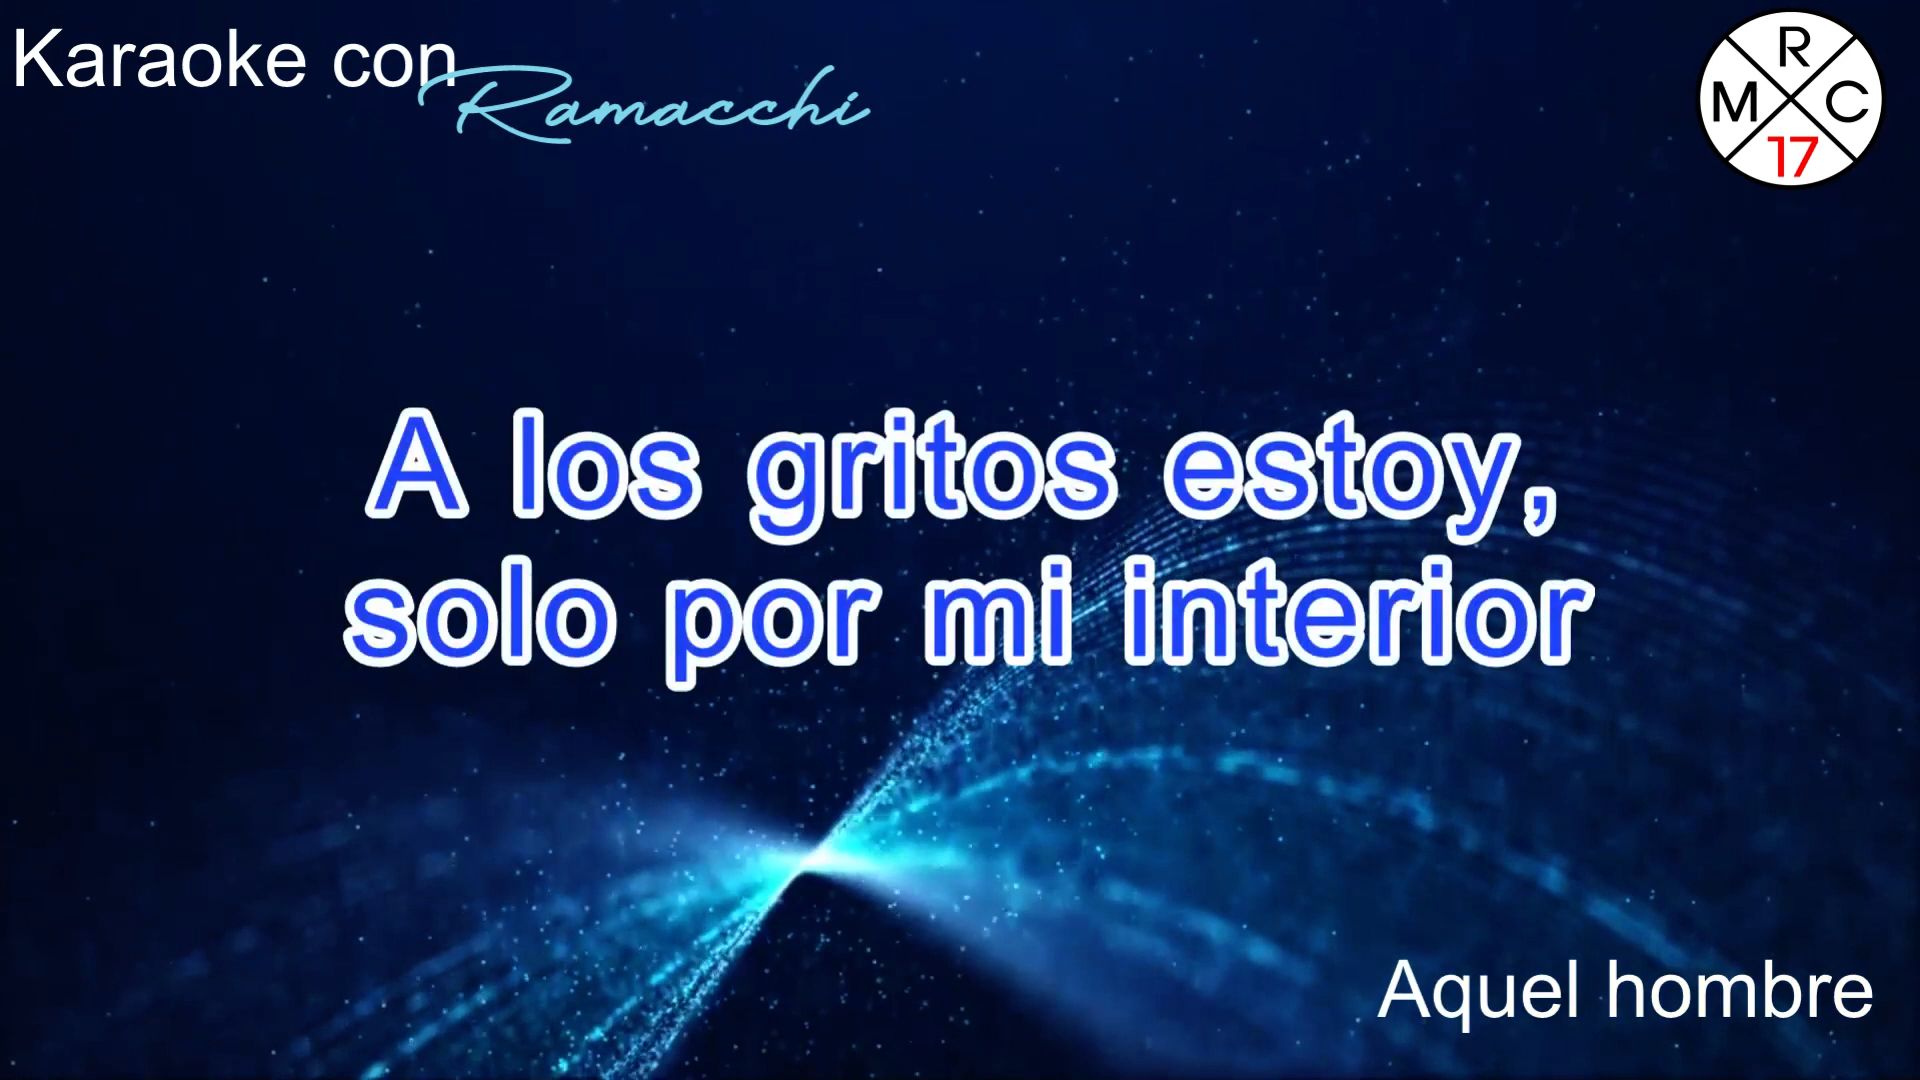 Karaoke con
Ramacchi
R
M C
17
A los gritos estoy,
solo por mi interior
Aquel hombre